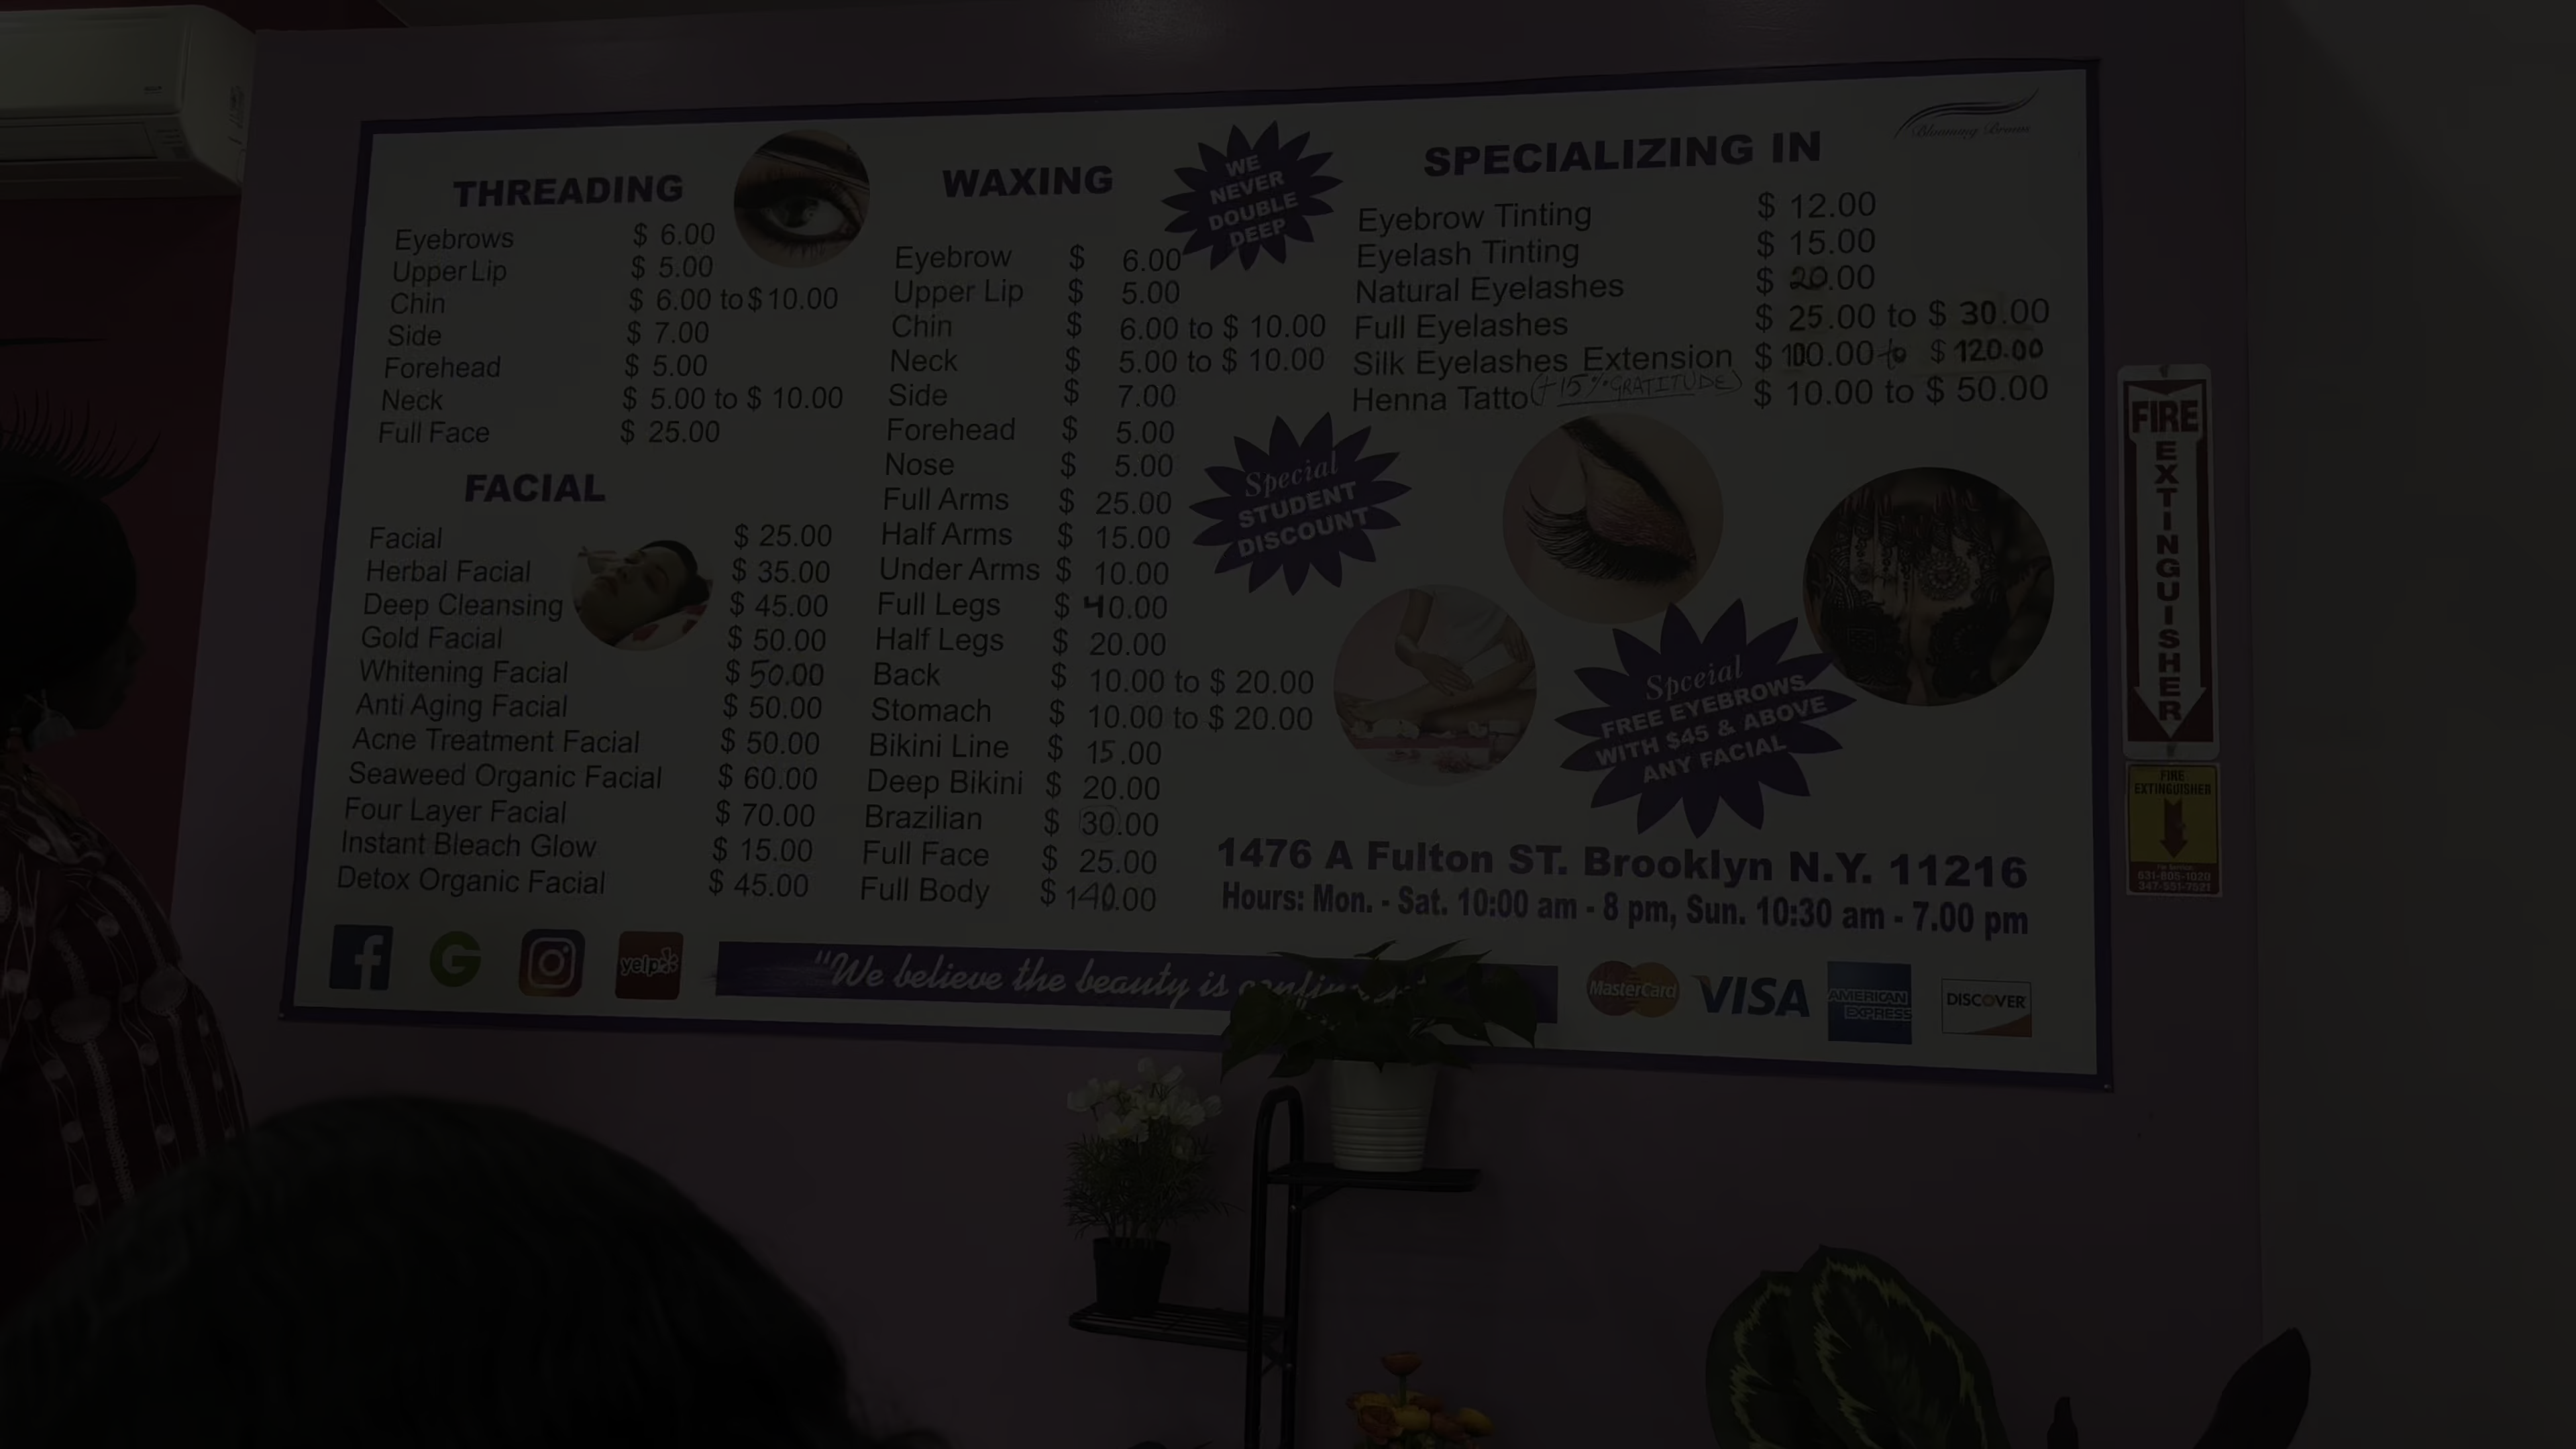 THREADING
Eyebrows $ 6.00
Upper Lip $ 5.00
Chin $ 6.00 to $ 10.00
Side $ 7.00
Forehead $ 5.00
Neck $ 5.00 to $ 10.00
Full Face $ 25.00
FACIAL
Facial $ 25.00
Herbal Facial $ 35.00
Deep Cleansing $ 45.00
Gold Facial $ 50.00
Whitening Facial $ 50.00
Anti Aging Facial $ 50.00
Acne Treatment Facial $ 50.00
Seaweed Organic Facial $ 60.00
Four Layer Facial $ 70.00
Instant Bleach Glow $ 15.00
Detox Organic Facial $ 45.00
WAXING
Eyebrow $ 6.00
Upper Lip $ 5.00
Chin $ 6.00 to $ 10.00
Neck $ 5.00 to $ 10.00
Side $ 7.00
Forehead $ 5.00
Nose $ 5.00
Full Arms $ 25.00
Half Arms $ 15.00
Under Arms $ 10.00
Full Legs $ 40.00
Half Legs $ 20.00
Back $ 10.00 to $ 20.00
Stomach $ 10.00 to $ 20.00
Bikini Line $ 15.00
Deep Bikini $ 20.00
Brazilian $ 30.00
Full Face $ 25.00
Full Body $ 140.00
WE
NEVER
DOUBLE
DEEP
SPECIALIZING IN
Blooming Brows
Eyebrow Tinting $ 12.00
Eyelash Tinting $ 15.00
Natural Eyelashes $ 20.00
Full Eyelashes $ 25.00 to $ 30.00
Silk Eyelashes Extension $ 100.00 to $ 120.00
Henna Tatto (+15% GRATITUDE) $ 10.00 to $ 50.00
Special
STUDENT
DISCOUNT
Special
FREE EYEBROWS
WITH $45 & ABOVE
ANY FACIAL
1476 A Fulton ST. Brooklyn N.Y. 11216
Hours: Mon. - Sat. 10:00 am - 8 pm, Sun. 10:30 am - 7.00 pm
yelp
"We believe the beauty is
MasterCard
VISA
AMERICAN
EXPRESS
DISCOVER
FIRE
EXTINGUISHER
FIRE
EXTINGUISHER
631-805-1020
347-551-7521